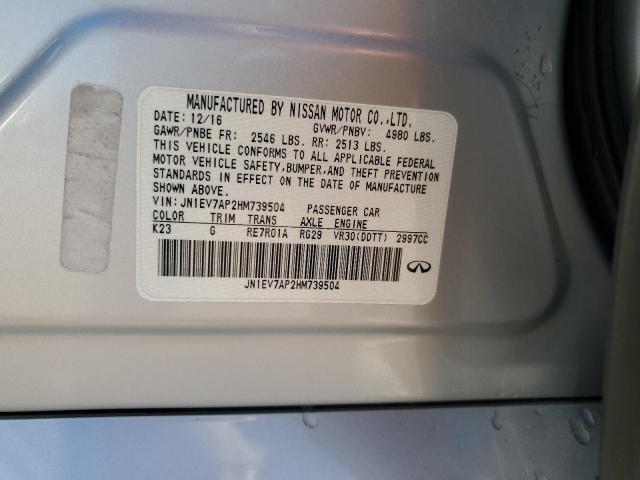 MANUFACTURED BY NISSAN MOTOR CO.,LTD.
DATE: 12/16 GVWR/PNBV: 4980 LBS.
GAWR/PNBE FR: 2546 LBS. RR: 2513 LBS.
THIS VEHICLE CONFORMS TO ALL APPLICABLE FEDERAL
MOTOR VEHICLE SAFETY, BUMPER, AND THEFT PREVENTION
STANDARDS IN EFFECT ON THE DATE OF MANUFACTURE
SHOWN ABOVE.
VIN: JN1EV7AP2HM739504 PASSENGER CAR
COLOR TRIM TRANS AXLE ENGINE
K23 G RE7R01A RG29 VR30(DDTT) 2997CC
JN1EV7AP2HM739504